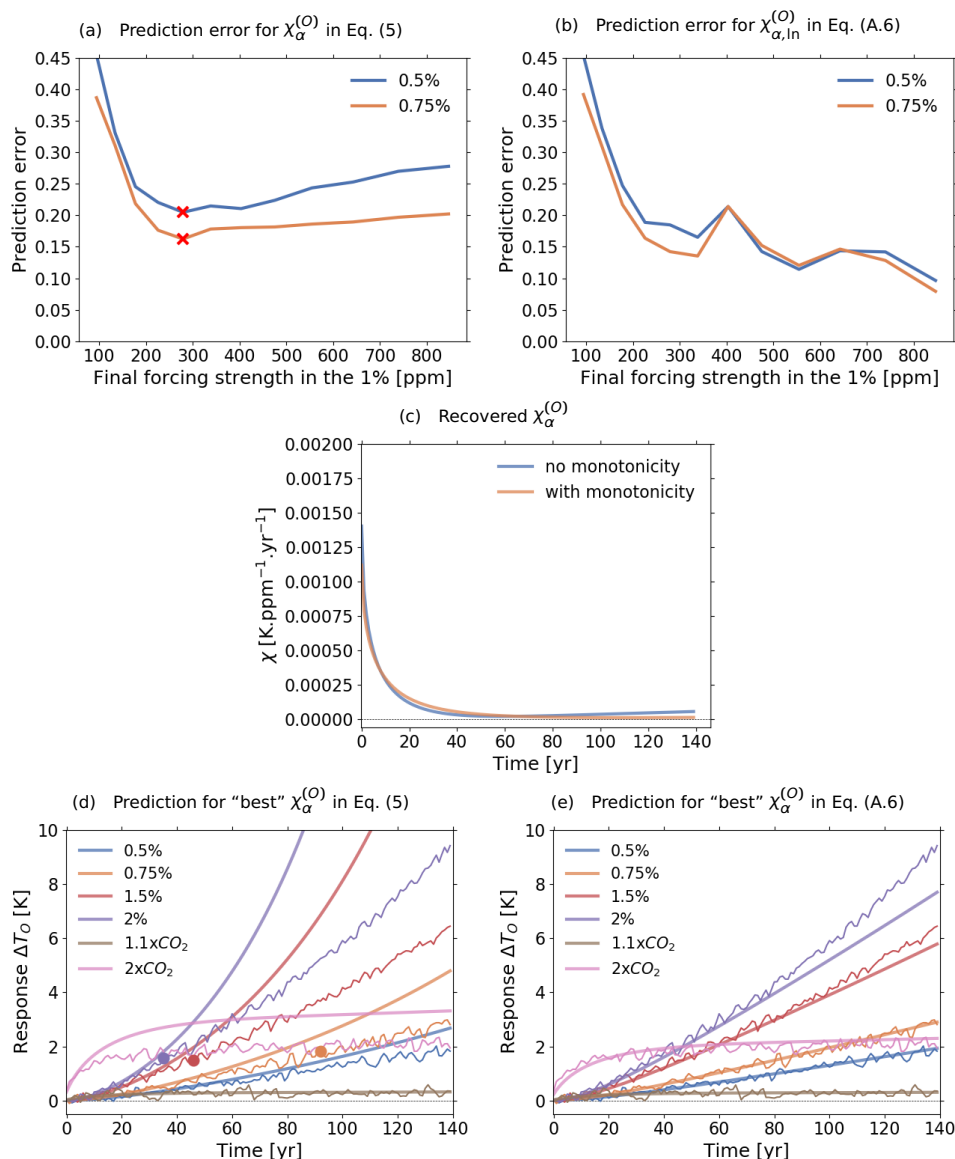 (a) Prediction error for χ_α^(O) in Eq. (5)
0.45
0.40
0.35
0.30
0.25
0.20
0.15
0.10
0.05
0.00
Prediction error
0.5%
0.75%
100 200 300 400 500 600 700 800
Final forcing strength in the 1% [ppm]
(b) Prediction error for χ_α,ln^(O) in Eq. (A.6)
0.45
0.40
0.35
0.30
0.25
0.20
0.15
0.10
0.05
0.00
Prediction error
0.5%
0.75%
100 200 300 400 500 600 700 800
Final forcing strength in the 1% [ppm]
(c) Recovered χ_α^(O)
0.00200
0.00175
0.00150
0.00125
0.00100
0.00075
0.00050
0.00025
0.00000
χ [K.ppm⁻¹.yr⁻¹]
no monotonicity
with monotonicity
0 20 40 60 80 100 120 140
Time [yr]
(d) Prediction for “best” χ_α^(O) in Eq. (5)
10
8
6
4
2
0
Response ΔT_O [K]
0.5%
0.75%
1.5%
2%
1.1xCO₂
2xCO₂
0 20 40 60 80 100 120 140
Time [yr]
(e) Prediction for “best” χ_α^(O) in Eq. (A.6)
10
8
6
4
2
0
Response ΔT_O [K]
0.5%
0.75%
1.5%
2%
1.1xCO₂
2xCO₂
0 20 40 60 80 100 120 140
Time [yr]